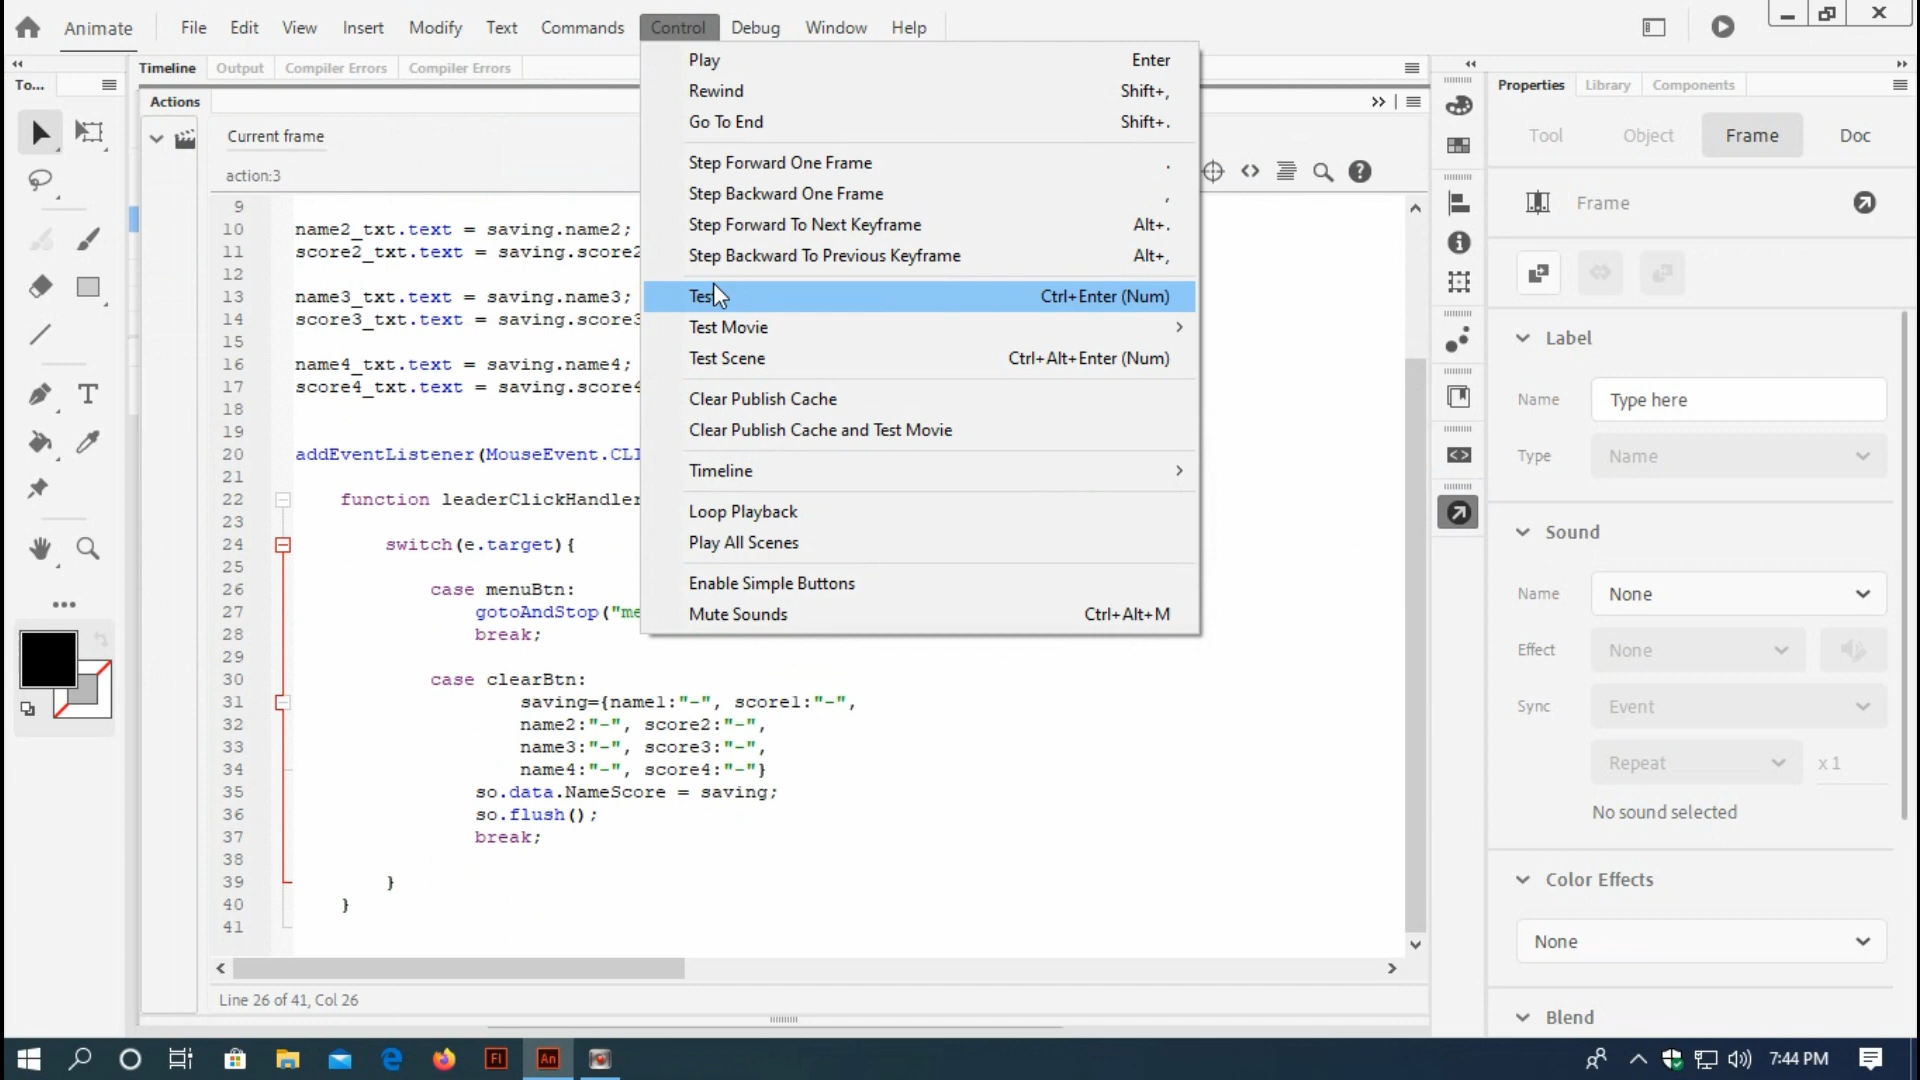 Animate File Edit View Insert Modify Text Commands Control Debug Window Help
To...
Timeline Output Compiler Errors Compiler Errors
Actions
Current frame
action:3
9
10 name2_txt.text = saving.name2;
11 score2_txt.text = saving.score2
12
13 name3_txt.text = saving.name3;
14 score3_txt.text = saving.score3
15
16 name4_txt.text = saving.name4;
17 score4_txt.text = saving.score4
18
19
20 addEventListener(MouseEvent.CLI
21
22 function leaderClickHandler
23
24 switch(e.target){
25
26 case menuBtn:
27 gotoAndStop("me
28 break;
29
30 case clearBtn:
31 saving={name1:"-", score1:"-",
32 name2:"-", score2:"-",
33 name3:"-", score3:"-",
34 name4:"-", score4:"-"}
35 so.data.NameScore = saving;
36 so.flush();
37 break;
38
39 }
40 }
41
Line 26 of 41, Col 26
Play Enter
Rewind Shift+,
Go To End Shift+.
Step Forward One Frame .
Step Backward One Frame ,
Step Forward To Next Keyframe Alt+.
Step Backward To Previous Keyframe Alt+,
Test Ctrl+Enter (Num)
Test Movie
Test Scene Ctrl+Alt+Enter (Num)
Clear Publish Cache
Clear Publish Cache and Test Movie
Timeline
Loop Playback
Play All Scenes
Enable Simple Buttons
Mute Sounds Ctrl+Alt+M
Properties Library Components
Tool Object Frame Doc
Frame
Label
Name Type here
Type Name
Sound
Name None
Effect None
Sync Event
Repeat x 1
No sound selected
Color Effects
None
Blend
Fl An
7:44 PM